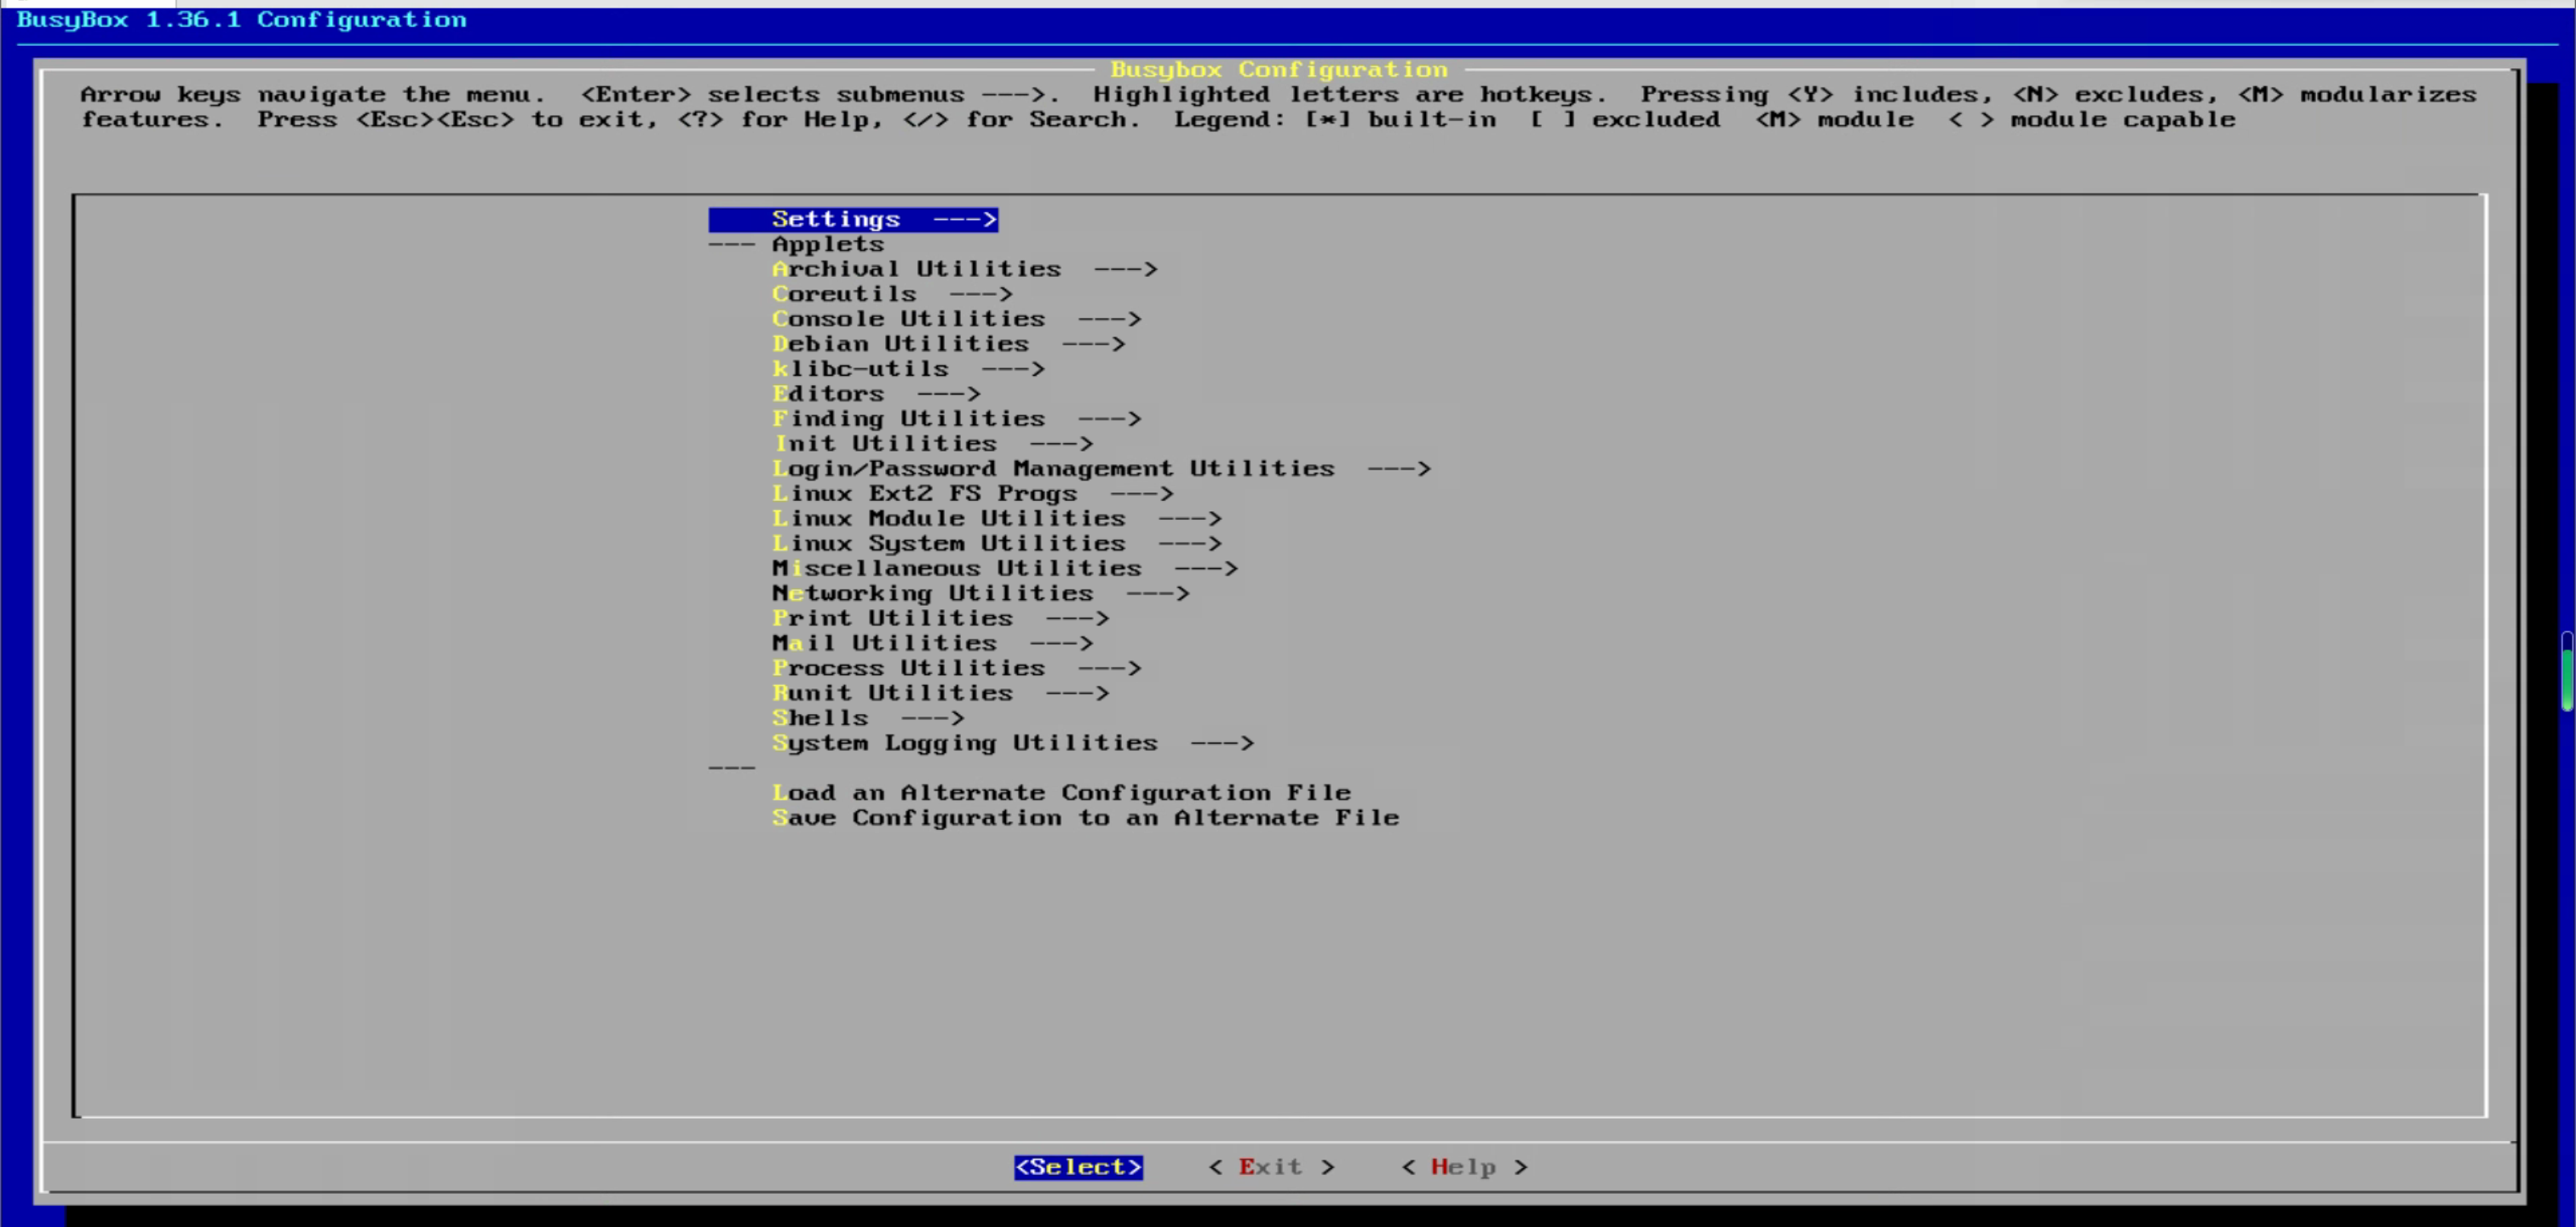 BusyBox 1.36.1 Configuration
Busybox Configuration
Arrow keys navigate the menu.  <Enter> selects submenus --->.  Highlighted letters are hotkeys.  Pressing <Y> includes, <N> excludes, <M> modularizes
features.  Press <Esc><Esc> to exit, <?> for Help, </> for Search.  Legend: [*] built-in  [ ] excluded  <M> module  < > module capable
Settings  --->
--- Applets
Archival Utilities  --->
Coreutils  --->
Console Utilities  --->
Debian Utilities  --->
klibc-utils  --->
Editors  --->
Finding Utilities  --->
Init Utilities  --->
Login/Password Management Utilities  --->
Linux Ext2 FS Progs  --->
Linux Module Utilities  --->
Linux System Utilities  --->
Miscellaneous Utilities  --->
Networking Utilities  --->
Print Utilities  --->
Mail Utilities  --->
Process Utilities  --->
Runit Utilities  --->
Shells  --->
System Logging Utilities  --->
---
Load an Alternate Configuration File
Save Configuration to an Alternate File
<Select>    < Exit >    < Help >